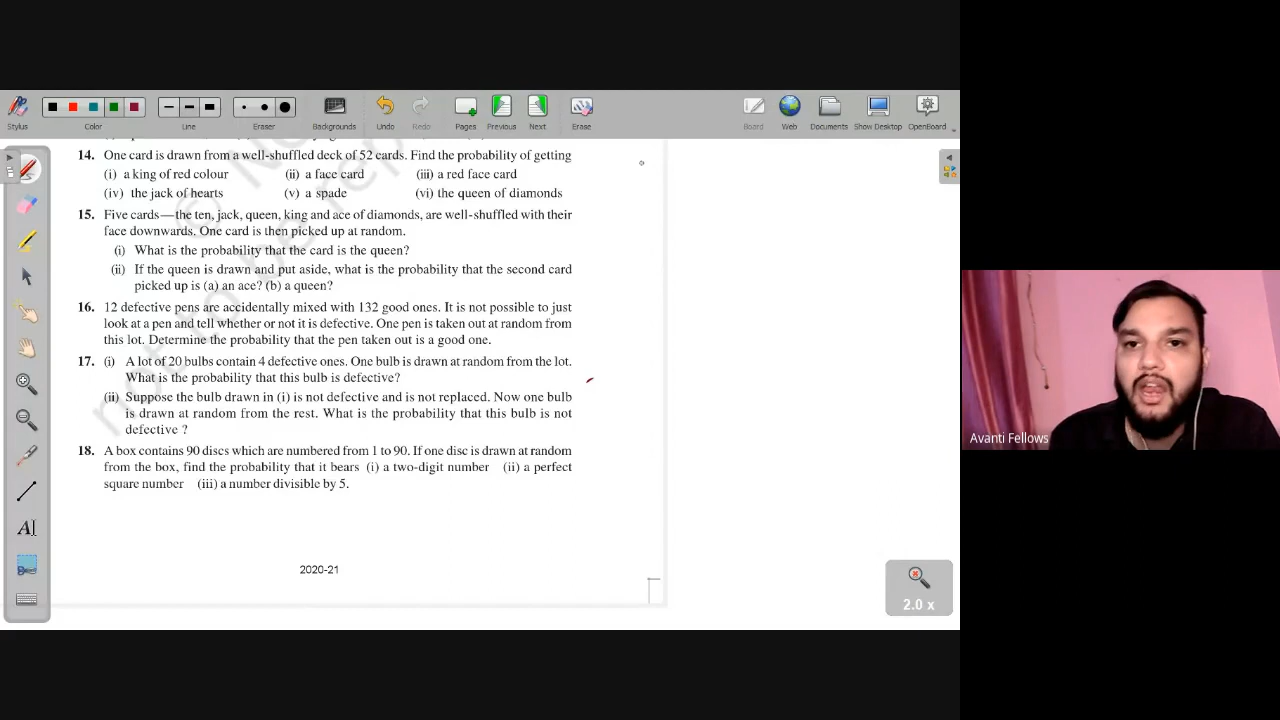 Stylus Color Line Eraser Backgrounds Undo Redo Pages Previous Next Erase Board Web Documents Show Desktop OpenBoard
14. One card is drawn from a well-shuffled deck of 52 cards. Find the probability of getting
(i) a king of red colour (ii) a face card (iii) a red face card
(iv) the jack of hearts (v) a spade (vi) the queen of diamonds
15. Five cards—the ten, jack, queen, king and ace of diamonds, are well-shuffled with their
face downwards. One card is then picked up at random.
(i) What is the probability that the card is the queen?
(ii) If the queen is drawn and put aside, what is the probability that the second card
picked up is (a) an ace? (b) a queen?
16. 12 defective pens are accidentally mixed with 132 good ones. It is not possible to just
look at a pen and tell whether or not it is defective. One pen is taken out at random from
this lot. Determine the probability that the pen taken out is a good one.
17. (i) A lot of 20 bulbs contain 4 defective ones. One bulb is drawn at random from the lot.
What is the probability that this bulb is defective?
(ii) Suppose the bulb drawn in (i) is not defective and is not replaced. Now one bulb
is drawn at random from the rest. What is the probability that this bulb is not
defective ?
18. A box contains 90 discs which are numbered from 1 to 90. If one disc is drawn at random
from the box, find the probability that it bears (i) a two-digit number (ii) a perfect
square number (iii) a number divisible by 5.
2020-21
2.0 x
Avanti Fellows
not to be rep